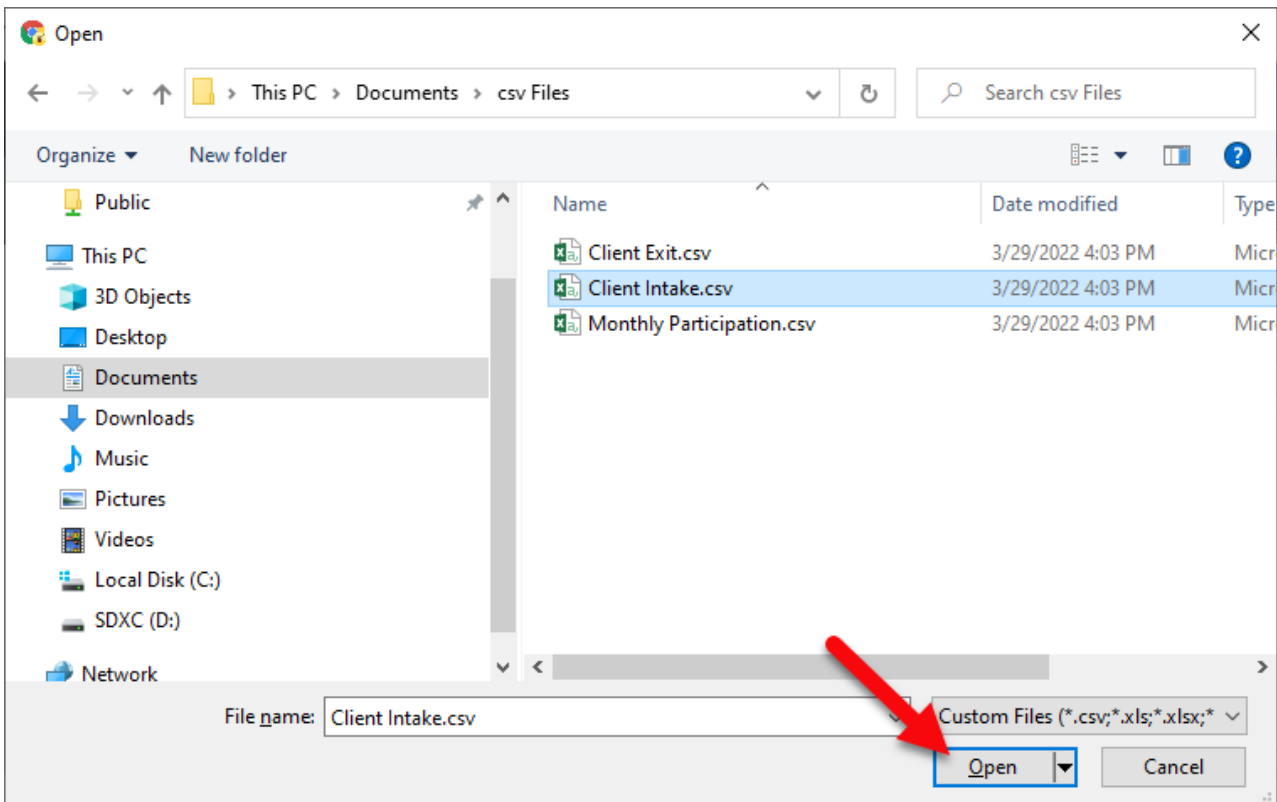 Open
This PC > Documents > csv Files
Search csv Files
Organize
New folder
Public
This PC
3D Objects
Desktop
Documents
Downloads
Music
Pictures
Videos
Local Disk (C:)
SDXC (D:)
Network
Name Date modified Type
Client Exit.csv 3/29/2022 4:03 PM Micr
Client Intake.csv 3/29/2022 4:03 PM Micr
Monthly Participation.csv 3/29/2022 4:03 PM Micr
File name: Client Intake.csv
Custom Files (*.csv;*.xls;*.xlsx;*
Open Cancel